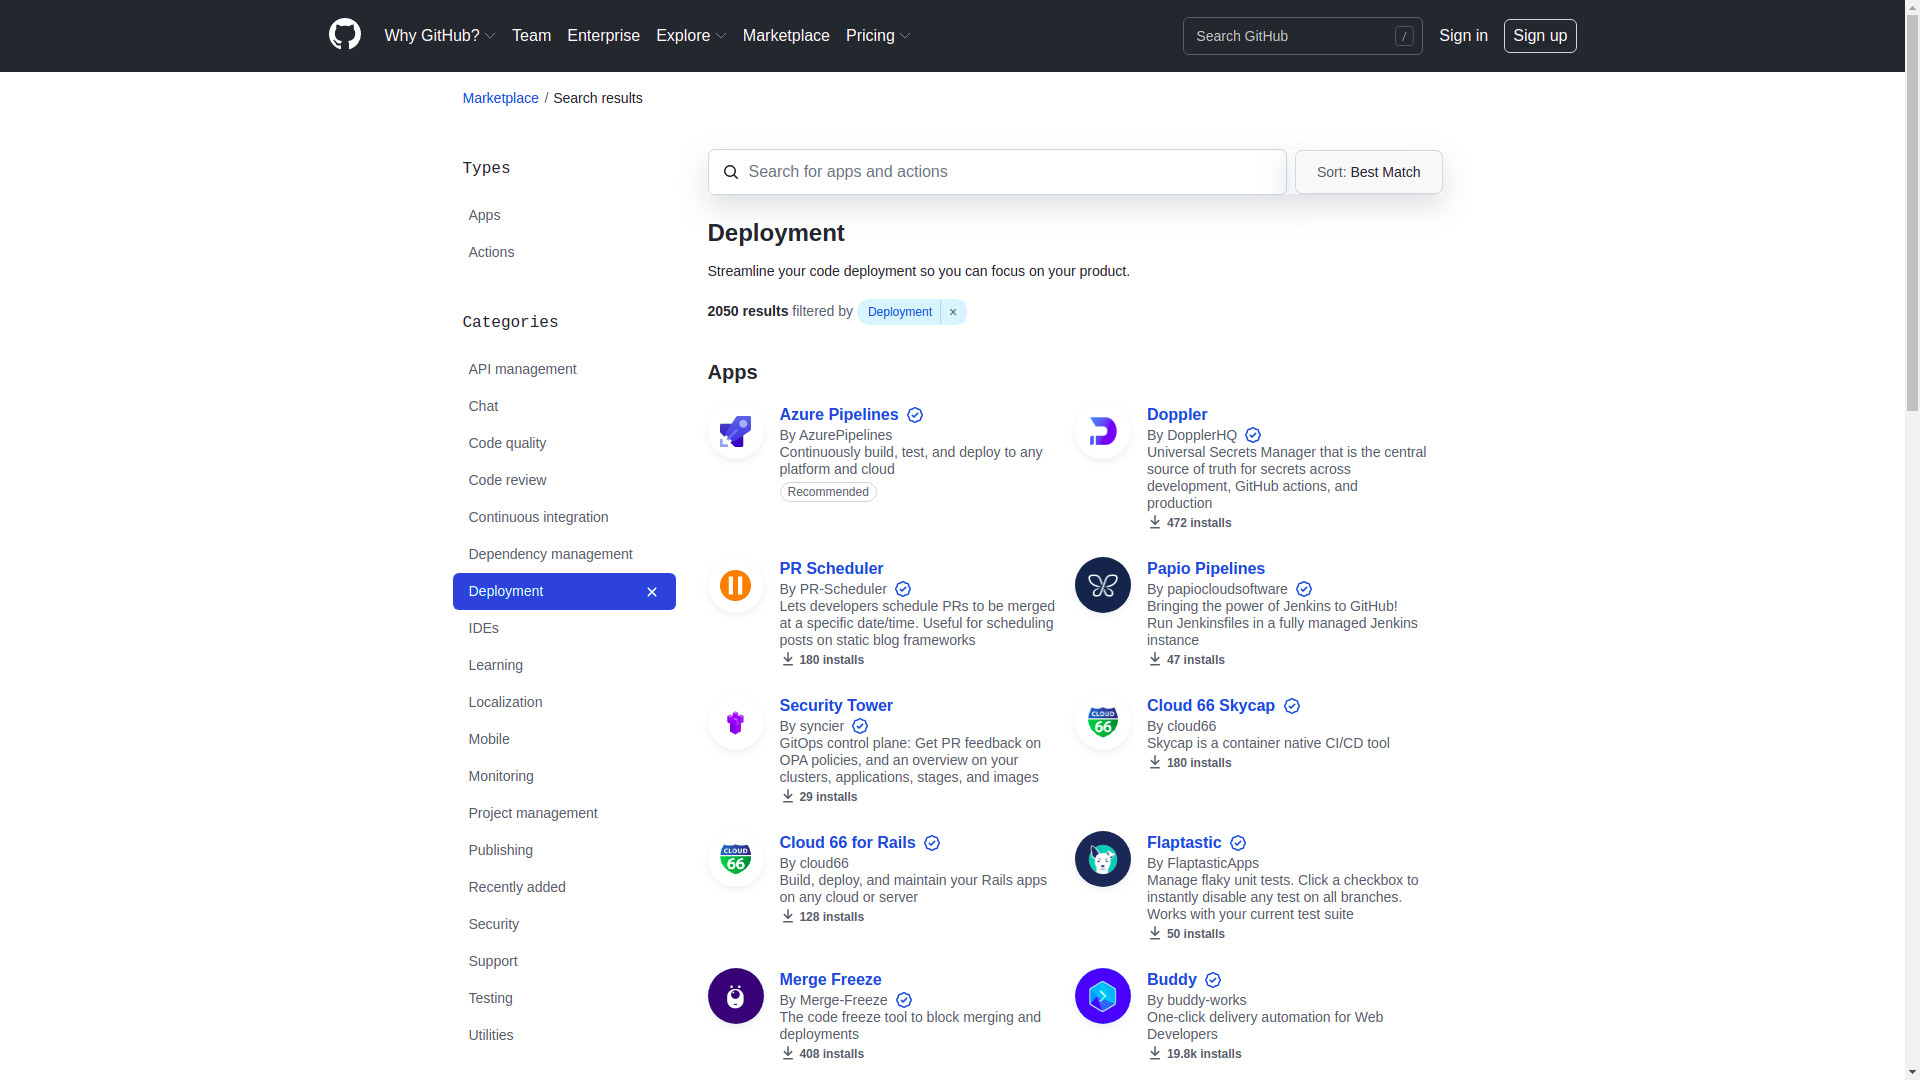 Why GitHub?
Team
Enterprise
Explore
Marketplace
Pricing
Search GitHub
/
Sign in
Sign up
Marketplace / Search results
Types
Apps
Actions
Categories
API management
Chat
Code quality
Code review
Continuous integration
Dependency management
Deployment
IDEs
Learning
Localization
Mobile
Monitoring
Project management
Publishing
Recently added
Security
Support
Testing
Utilities
Search for apps and actions
Sort: Best Match
Deployment
Streamline your code deployment so you can focus on your product.
2050 results filtered by Deployment ×
Apps
Azure Pipelines
By AzurePipelines
Continuously build, test, and deploy to any
platform and cloud
Recommended
Doppler
By DopplerHQ
Universal Secrets Manager that is the central
source of truth for secrets across
development, GitHub actions, and
production
472 installs
PR Scheduler
By PR-Scheduler
Lets developers schedule PRs to be merged
at a specific date/time. Useful for scheduling
posts on static blog frameworks
180 installs
Papio Pipelines
By papiocloudsoftware
Bringing the power of Jenkins to GitHub!
Run Jenkinsfiles in a fully managed Jenkins
instance
47 installs
Security Tower
By syncier
GitOps control plane: Get PR feedback on
OPA policies, and an overview on your
clusters, applications, stages, and images
29 installs
CLOUD
66
Cloud 66 Skycap
By cloud66
Skycap is a container native CI/CD tool
180 installs
CLOUD
66
Cloud 66 for Rails
By cloud66
Build, deploy, and maintain your Rails apps
on any cloud or server
128 installs
Flaptastic
By FlaptasticApps
Manage flaky unit tests. Click a checkbox to
instantly disable any test on all branches.
Works with your current test suite
50 installs
Merge Freeze
By Merge-Freeze
The code freeze tool to block merging and
deployments
408 installs
Buddy
By buddy-works
One-click delivery automation for Web
Developers
19.8k installs